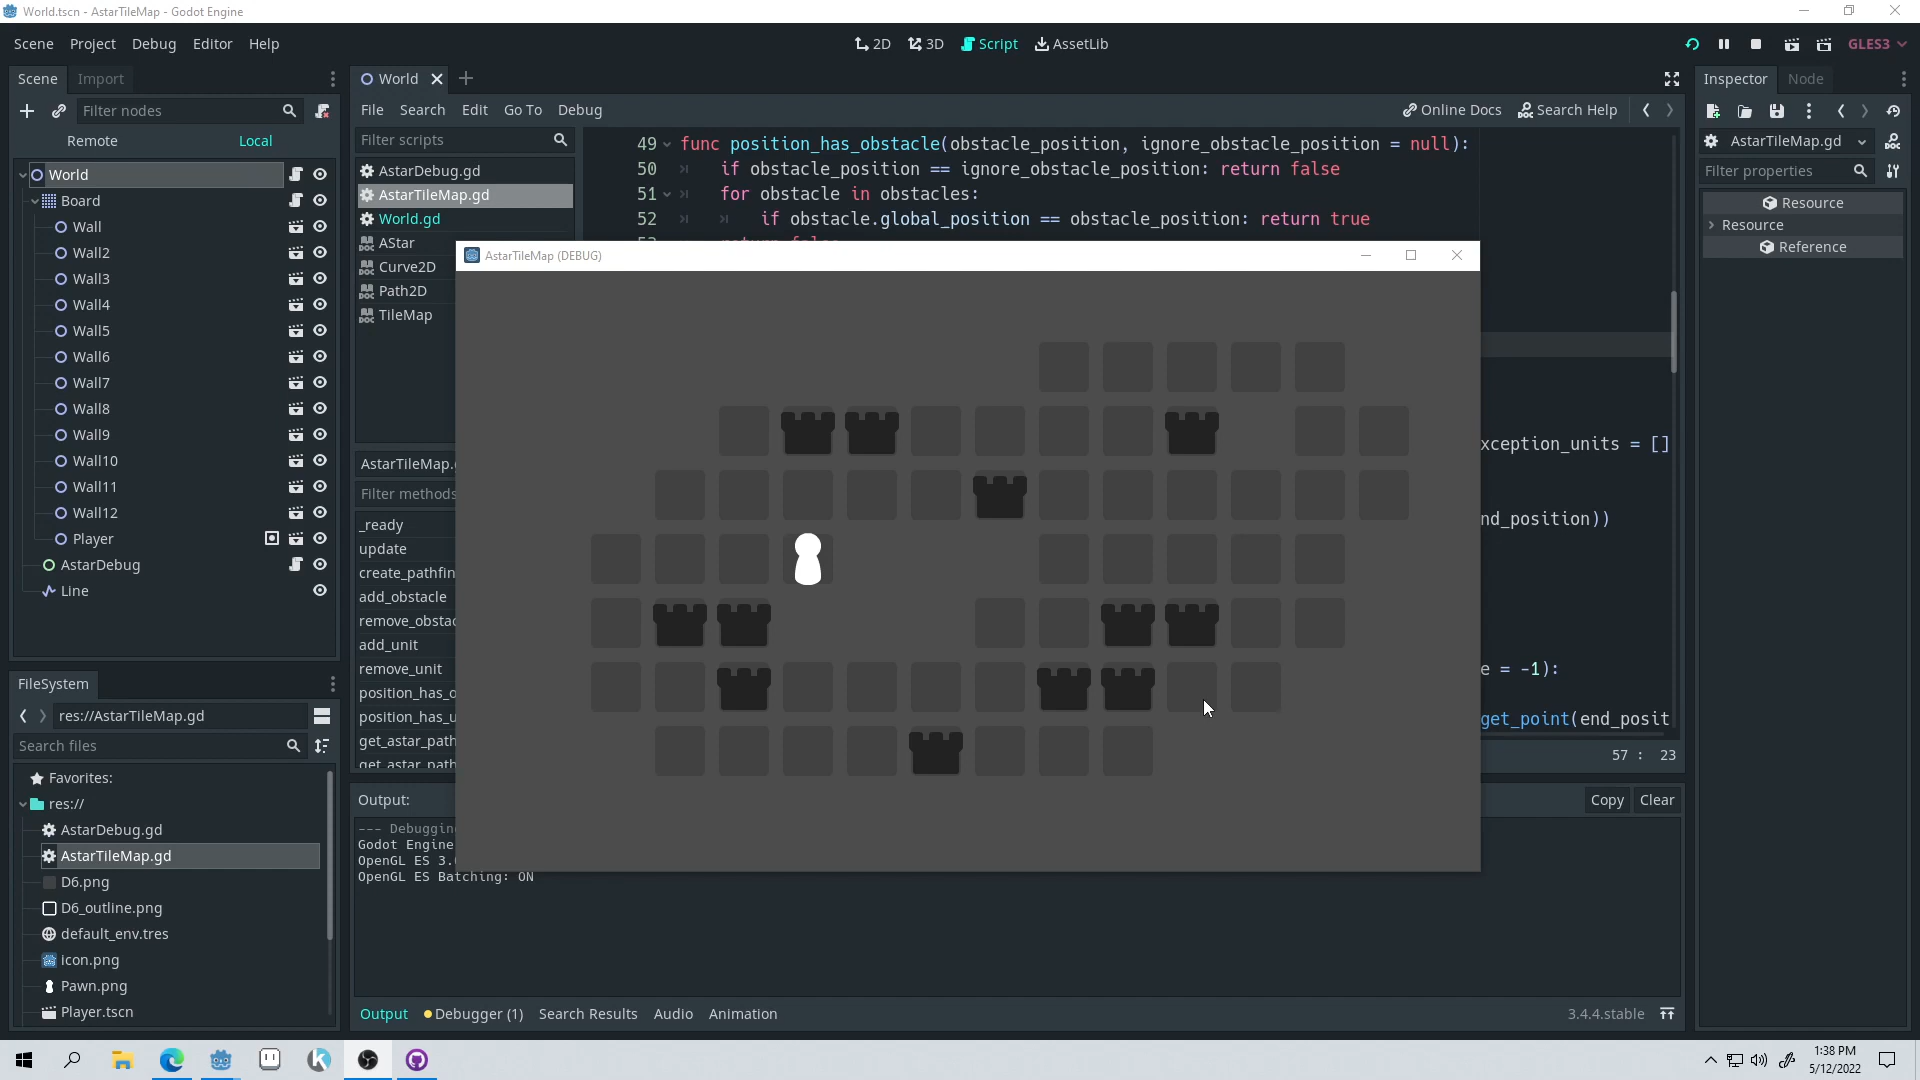 World.tscn - AstarTileMap - Godot Engine
Scene Project Debug Editor Help
2D 3D Script AssetLib
GLES3
Scene Import
Filter nodes
Remote Local
World
Board
Wall
Wall2
Wall3
Wall4
Wall5
Wall6
Wall7
Wall8
Wall9
Wall10
Wall11
Wall12
Player
AstarDebug
Line
FileSystem
res://AstarTileMap.gd
Search files
Favorites:
res://
AstarDebug.gd
AstarTileMap.gd
D6.png
D6_outline.png
default_env.tres
icon.png
Pawn.png
Player.tscn
World
File Search Edit Go To Debug
Online Docs Search Help
Filter scripts
AstarDebug.gd
AstarTileMap.gd
World.gd
AStar
Curve2D
Path2D
TileMap
AstarTileMap.
Filter methods
_ready
update
create_pathfin
add_obstacle
remove_obstac
add_unit
remove_unit
position_has_o
position_has_u
get_astar_path
get_astar_path
49 func position_has_obstacle(obstacle_position, ignore_obstacle_position = null):
50 if obstacle_position == ignore_obstacle_position: return false
51 for obstacle in obstacles:
52 if obstacle.global_position == obstacle_position: return true
AstarTileMap (DEBUG)
xception_units = []
nd_position))
e = -1):
get_point(end_posit
57 : 23
Output:
Copy Clear
--- Debugging
Godot Engine
OpenGL ES 3.
OpenGL ES Batching: ON
Output Debugger (1) Search Results Audio Animation
3.4.4.stable
Inspector Node
AstarTileMap.gd
Filter properties
Resource
Resource
Reference
1:38 PM
5/12/2022